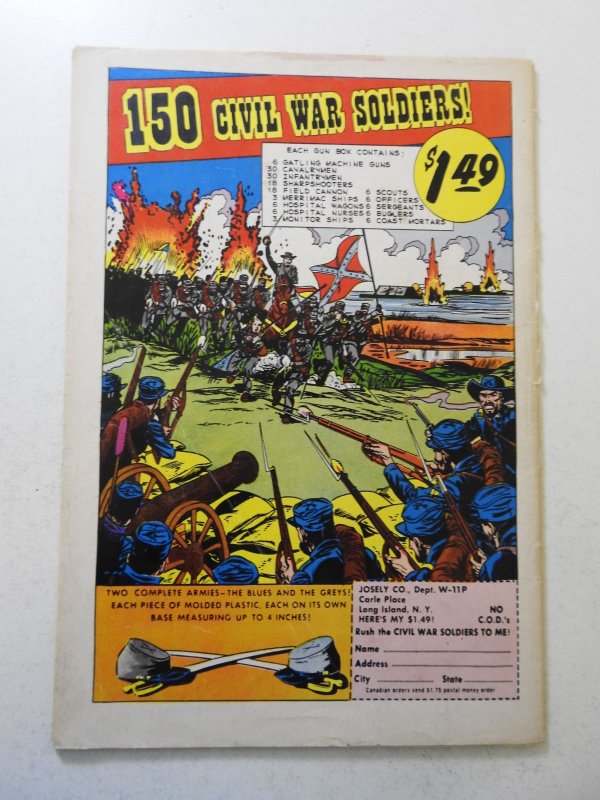 150 CIVIL WAR SOLDIERS!
$1.49
EACH GUN BOX CONTAINS:
6 GATLING MACHINE GUNS
30 CAVALRYMEN
30 INFANTRYMEN
18 SHARPSHOOTERS
18 FIELD CANNON 6 SCOUTS
3 MERRIMAC SHIPS 6 OFFICERS
6 HOSPITAL WAGONS 6 SERGEANTS
6 HOSPITAL NURSES 6 BUGLERS
3 MONITOR SHIPS 6 COAST MORTARS
TWO COMPLETE ARMIES—THE BLUES AND THE GREYS!
EACH PIECE OF MOLDED PLASTIC, EACH ON ITS OWN
BASE MEASURING UP TO 4 INCHES!
JOSELY CO., Dept. W-11P
Carle Place
Long Island, N. Y. NO
HERE'S MY $1.49! C.O.D.'s
Rush the CIVIL WAR SOLDIERS TO ME!
Name
Address
City State
Canadian orders send $1.75 postal money order